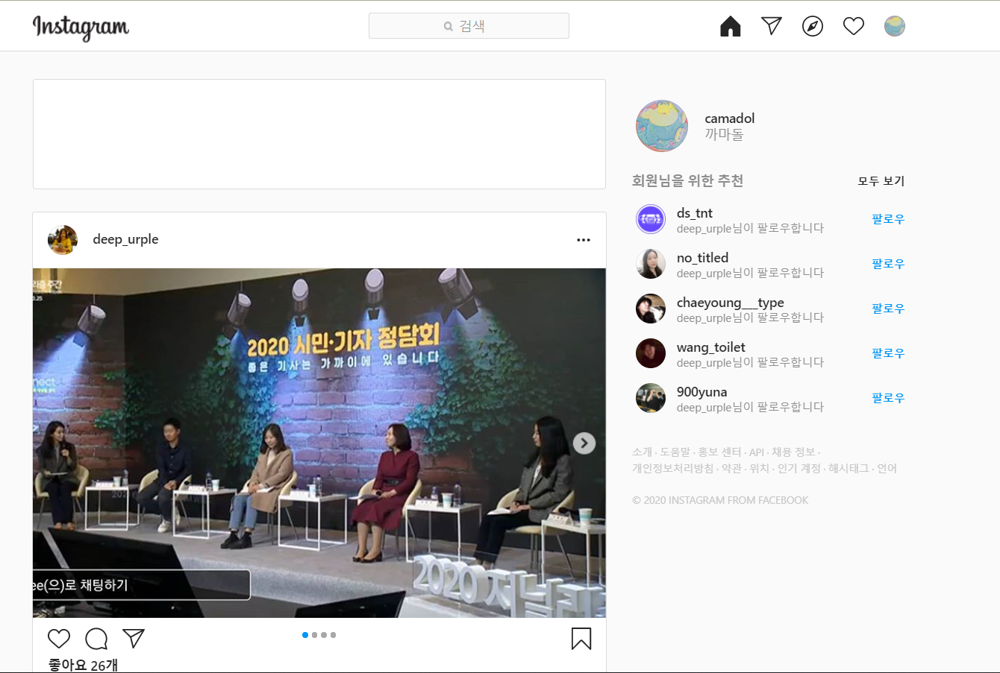 Instagram
검색
camadol
까마돌
회원님을 위한 추천
모두 보기
ds_tnt
deep_urple님이 팔로우합니다
팔로우
no_titled
deep_urple님이 팔로우합니다
팔로우
chaeyoung__type
deep_urple님이 팔로우합니다
팔로우
wang_toilet
deep_urple님이 팔로우합니다
팔로우
900yuna
deep_urple님이 팔로우합니다
팔로우
소개 · 도움말 · 홍보 센터 · API · 채용 정보 ·
개인정보처리방침 · 약관 · 위치 · 인기 계정 · 해시태그 · 언어
© 2020 INSTAGRAM FROM FACEBOOK
deep_urple
2020 시민·기자 정담회
좋은 기사는 가까이에 있습니다
nect
2020 저널리
ee(으)로 채팅하기
좋아요 26개